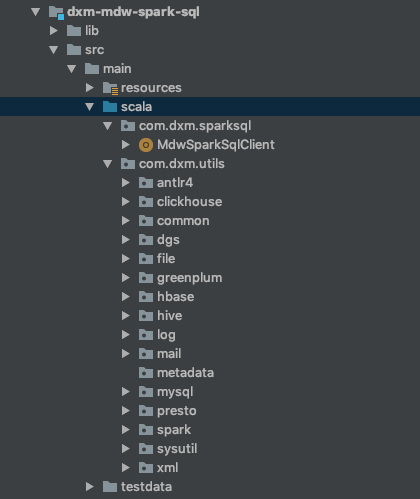 dxm-mdw-spark-sql
lib
src
main
resources
scala
com.dxm.sparksql
MdwSparkSqlClient
com.dxm.utils
antlr4
clickhouse
common
dgs
file
greenplum
hbase
hive
log
mail
metadata
mysql
presto
spark
sysutil
xml
testdata